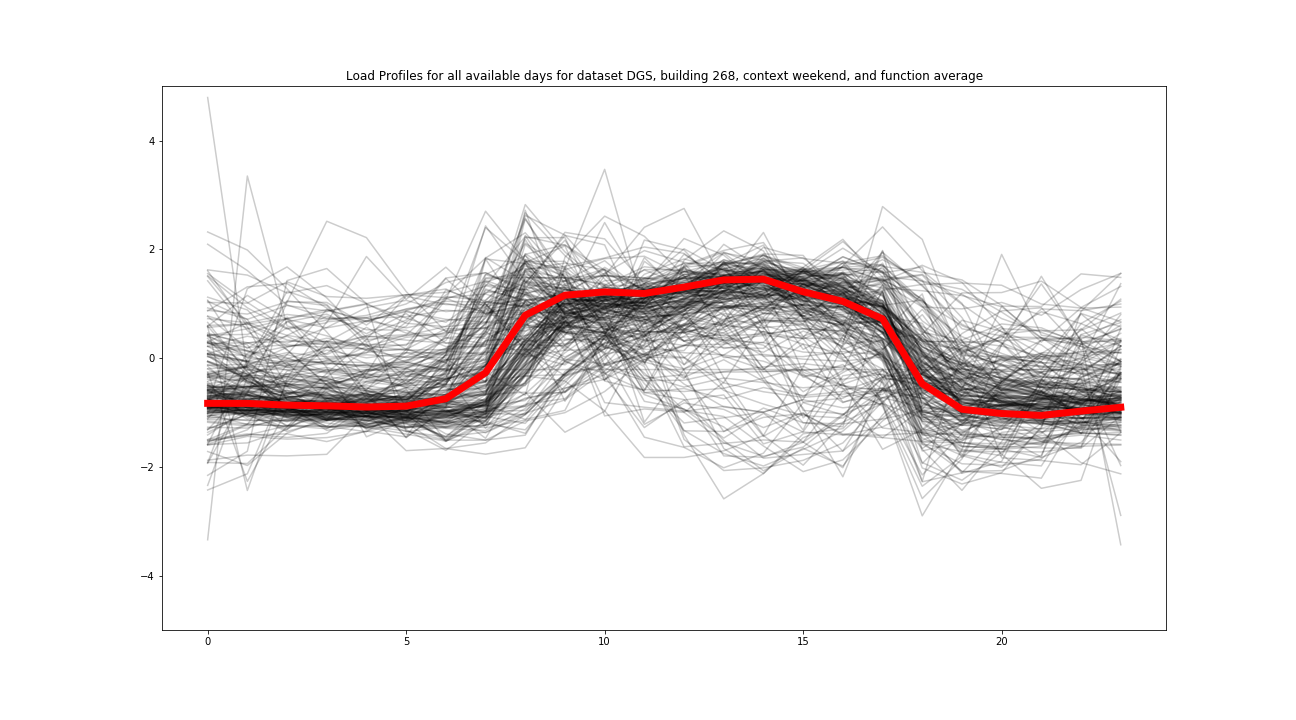 Load Profiles for all available days for dataset DGS, building 268, context weekend, and function average
4
2
0
−2
−4
0 5 10 15 20